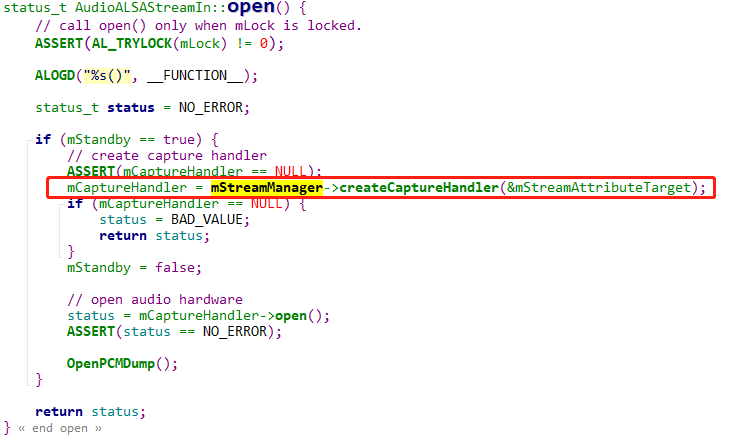 status_t AudioALSAStreamIn::open() {
    // call open() only when mLock is locked.
    ASSERT(AL_TRYLOCK(mLock) != 0);

    ALOGD("%s()", __FUNCTION__);

    status_t status = NO_ERROR;

    if (mStandby == true) {
        // create capture handler
        ASSERT(mCaptureHandler == NULL);
        mCaptureHandler = mStreamManager->createCaptureHandler(&mStreamAttributeTarget);
        if (mCaptureHandler == NULL) {
            status = BAD_VALUE;
            return status;
        }
        mStandby = false;

        // open audio hardware
        status = mCaptureHandler->open();
        ASSERT(status == NO_ERROR);

        OpenPCMDump();
    }

    return status;
} « end open »